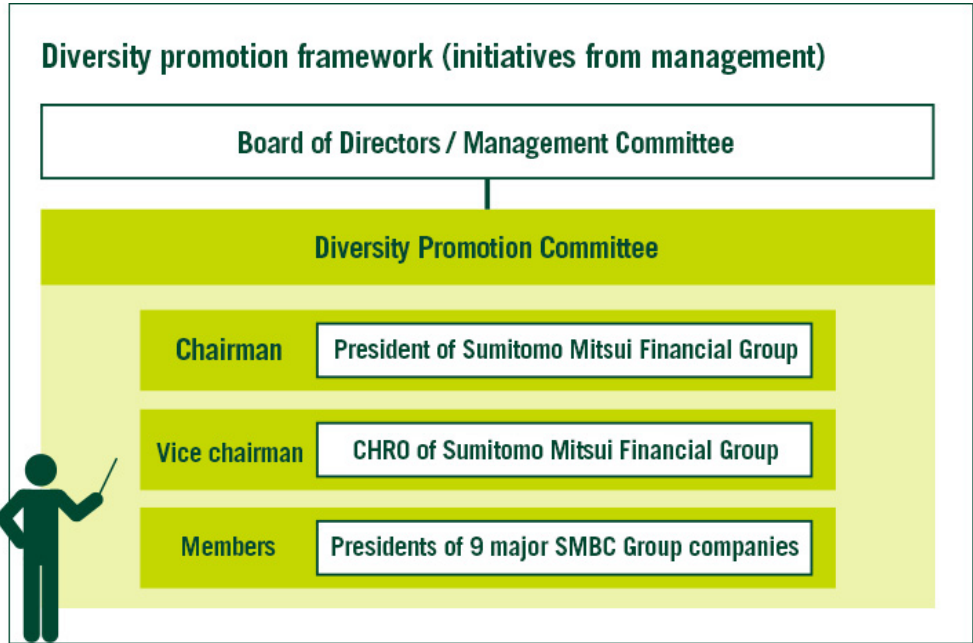 Diversity promotion framework (initiatives from management)
Board of Directors / Management Committee
Diversity Promotion Committee
Chairman
President of Sumitomo Mitsui Financial Group
Vice chairman
CHRO of Sumitomo Mitsui Financial Group
Members
Presidents of 9 major SMBC Group companies